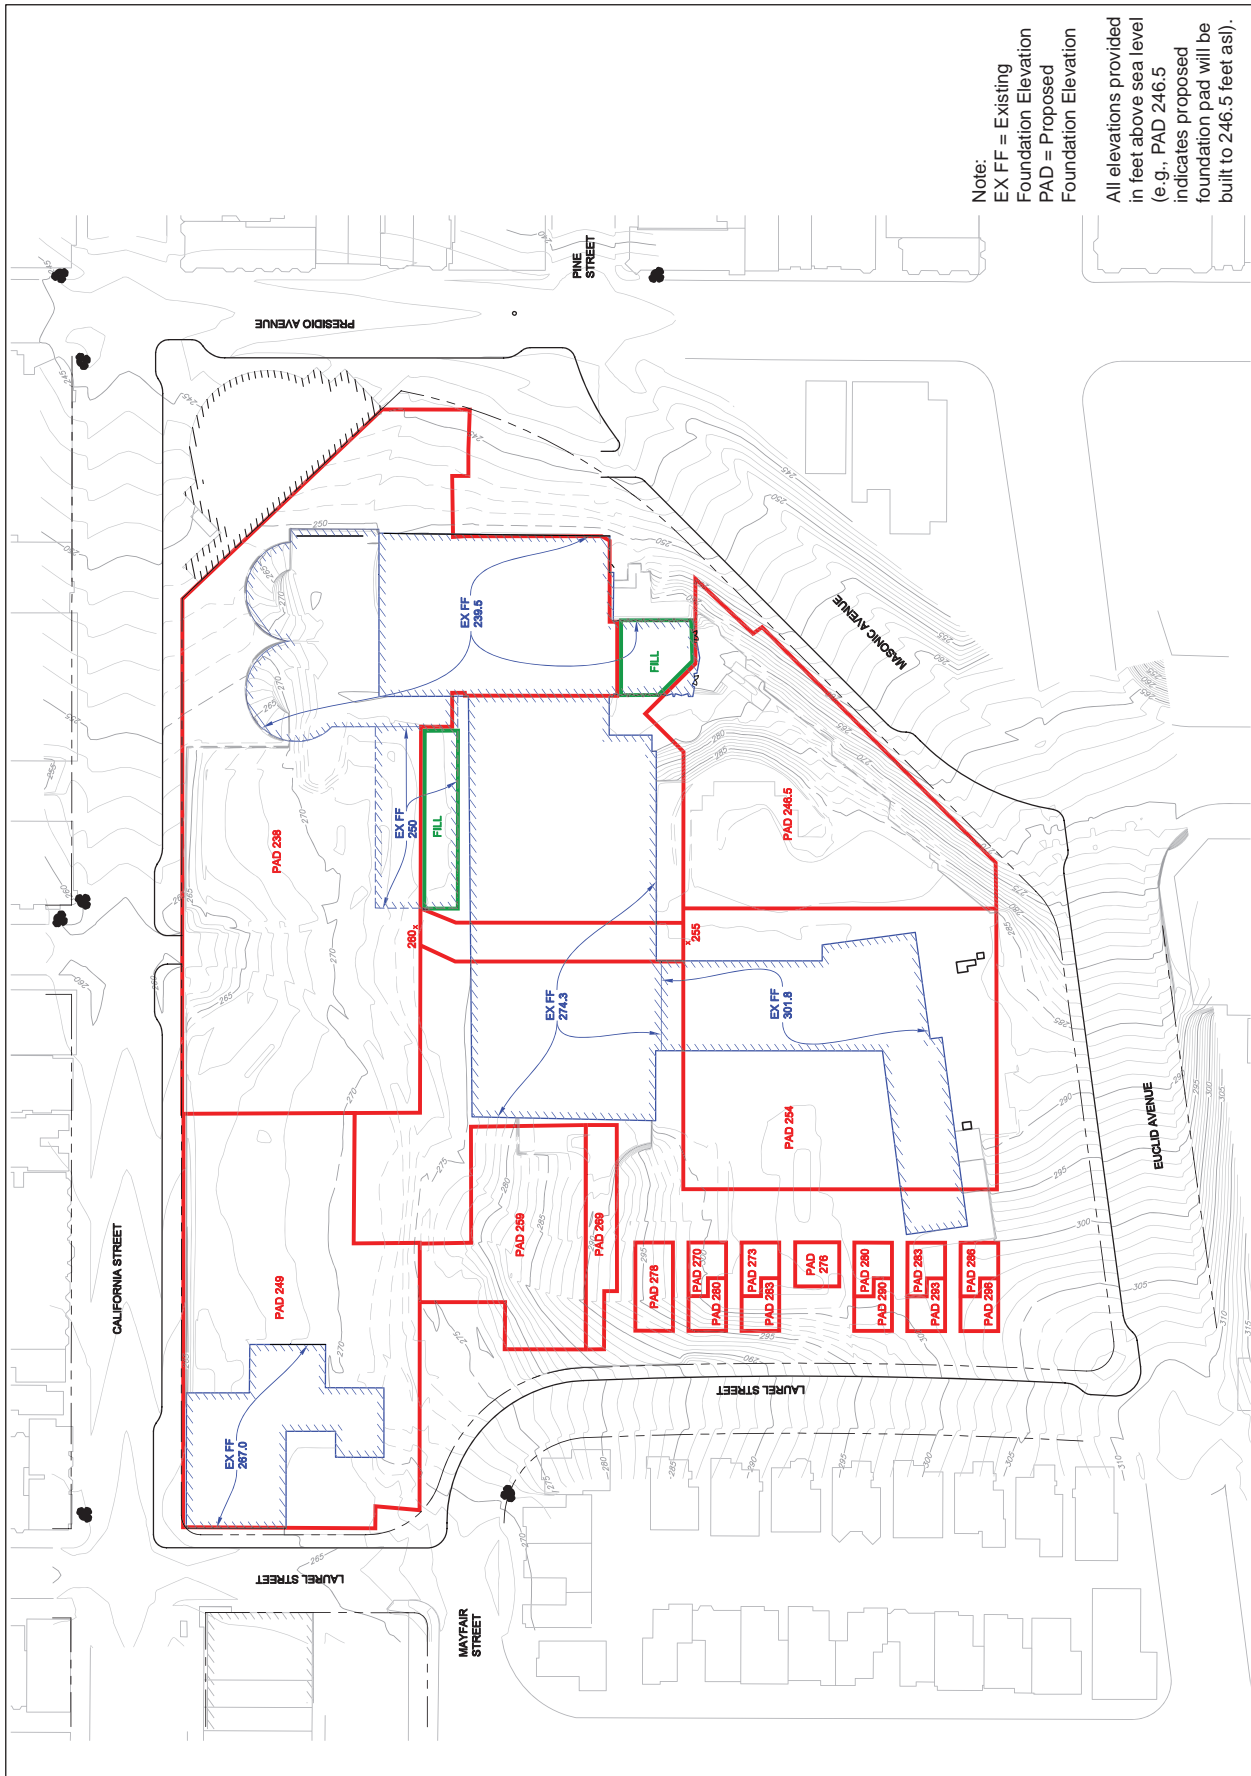 CALIFORNIA STREET
LAUREL STREET
MAYFAIR
STREET
LAUREL STREET
EUCLID AVENUE
MASONIC AVENUE
PRESIDIO AVENUE
PINE
STREET
EX FF
267.0
PAD 249
PAD 238
EX FF
250
FILL
EX FF
239.5
FILL
260x
x 255
EX FF
274.3
EX FF
301.8
PAD 246.5
PAD 254
PAD 259
PAD 269
PAD 278
PAD 270
PAD 280
PAD 273
PAD 283
PAD
276
PAD 280
PAD 290
PAD 283
PAD 293
PAD 286
PAD 296
Note:
EX FF = Existing
Foundation Elevation
PAD = Proposed
Foundation Elevation
All elevations provided
in feet above sea level
(e.g., PAD 246.5
indicates proposed
foundation pad will be
built to 246.5 feet asl).